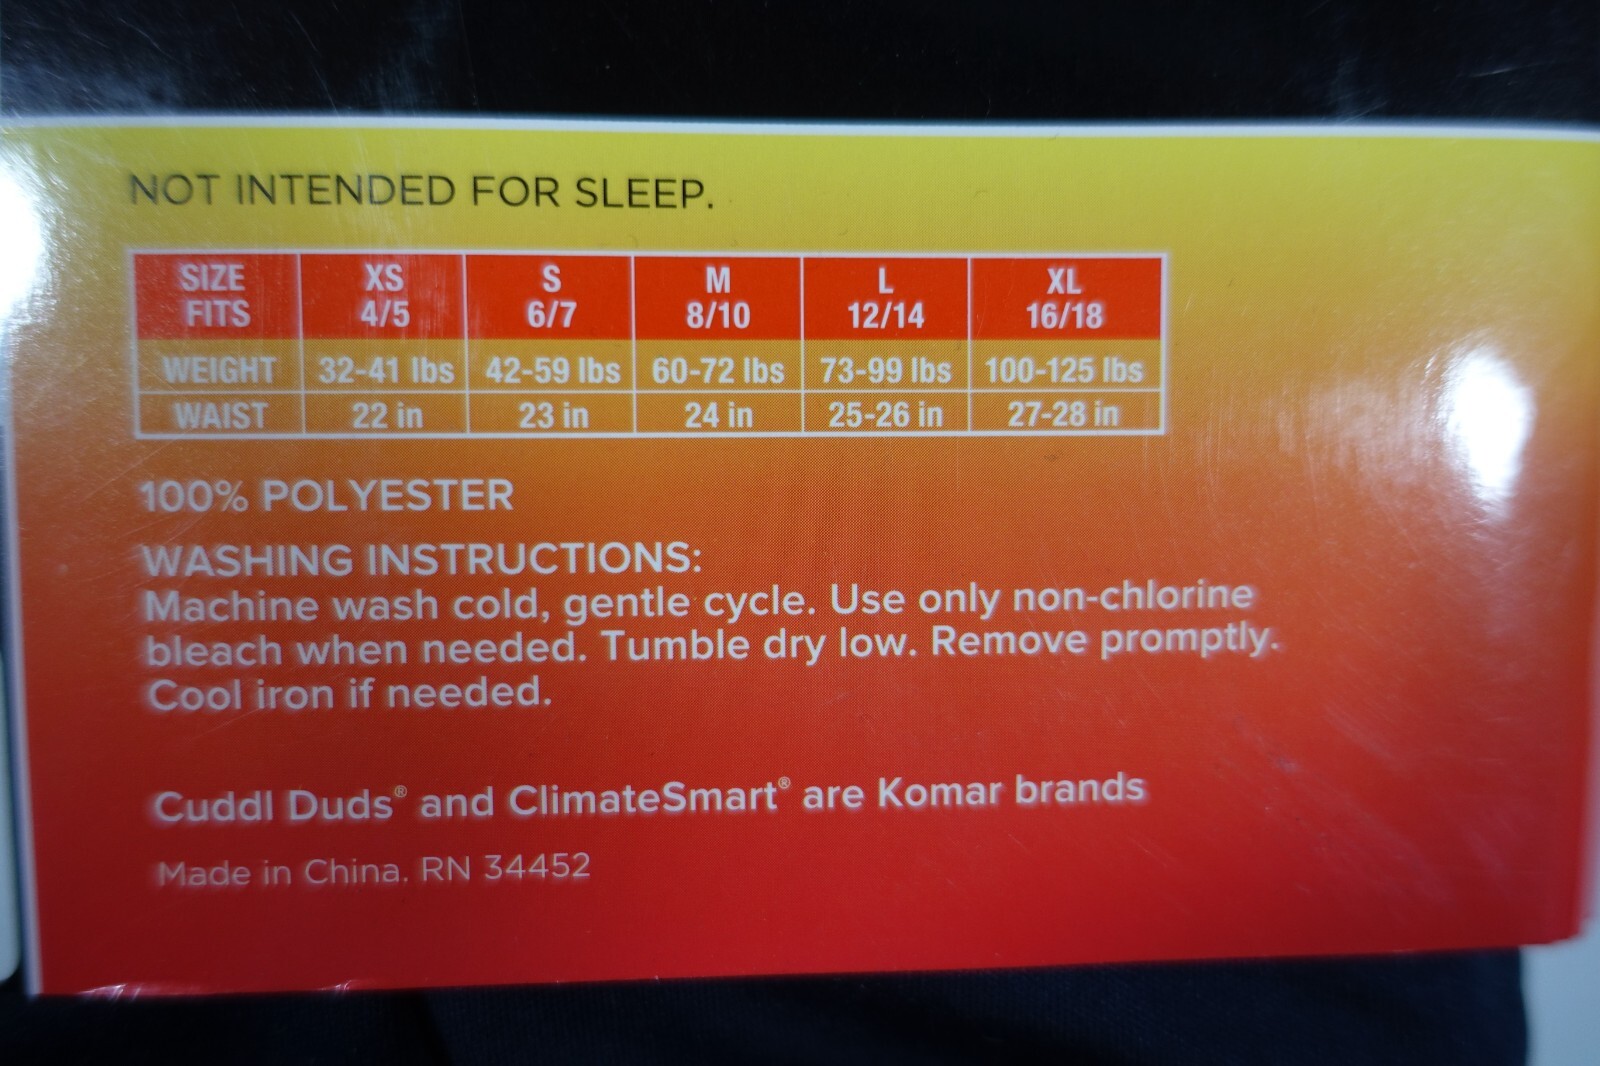 NOT INTENDED FOR SLEEP.
SIZE FITS XS 4/5 S 6/7 M 8/10 L 12/14 XL 16/18
WEIGHT 32-41 lbs 42-59 lbs 60-72 lbs 73-99 lbs 100-125 lbs
WAIST 22 in 23 in 24 in 25-26 in 27-28 in
100% POLYESTER
WASHING INSTRUCTIONS:
Machine wash cold, gentle cycle. Use only non-chlorine
bleach when needed. Tumble dry low. Remove promptly.
Cool iron if needed.
Cuddl Duds® and ClimateSmart® are Komar brands
Made in China. RN 34452